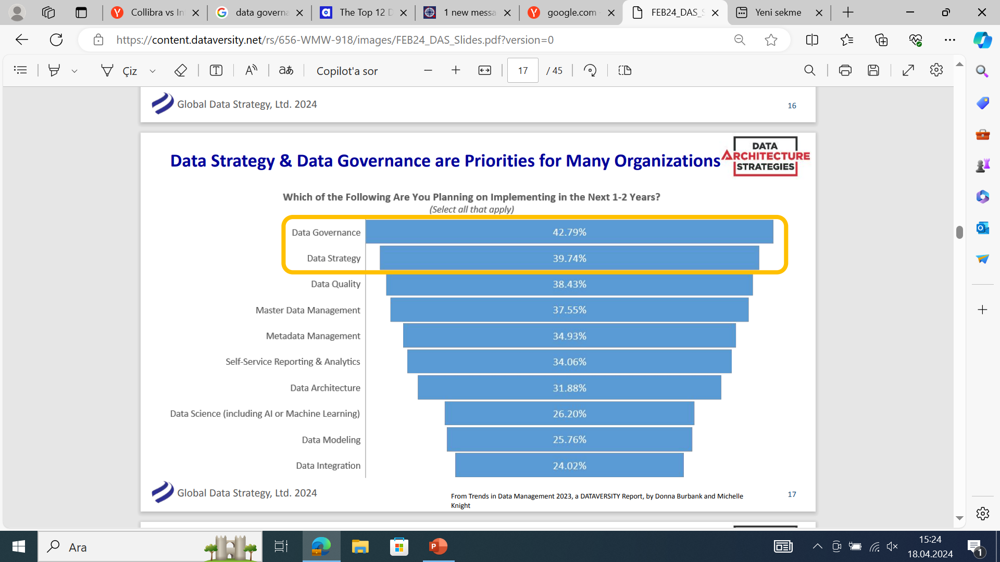 Collibra vs In
data governa
The Top 12 D
1 new messa
google.com -
FEB24_DAS_S
Yeni sekme
https://content.dataversity.net/rs/656-WMW-918/images/FEB24_DAS_Slides.pdf?version=0
Çiz
Copilot'a sor
17
/ 45
Global Data Strategy, Ltd. 2024
16
Data Strategy & Data Governance are Priorities for Many Organizations
DATA
ARCHITECTURE
STRATEGIES
Which of the Following Are You Planning on Implementing in the Next 1-2 Years?
(Select all that apply)
Data Governance 42.79%
Data Strategy 39.74%
Data Quality 38.43%
Master Data Management 37.55%
Metadata Management 34.93%
Self-Service Reporting & Analytics 34.06%
Data Architecture 31.88%
Data Science (including AI or Machine Learning) 26.20%
Data Modeling 25.76%
Data Integration 24.02%
Global Data Strategy, Ltd. 2024
From Trends in Data Management 2023, a DATAVERSITY Report, by Donna Burbank and Michelle
Knight
17
Ara
15:24
18.04.2024
1